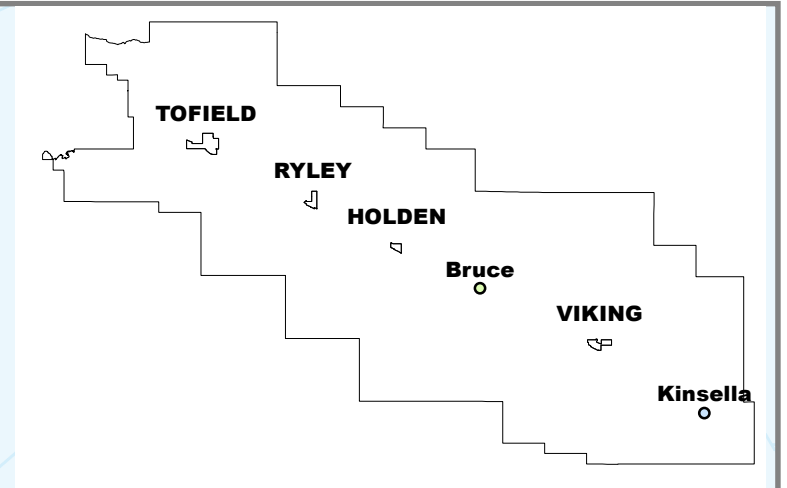 TOFIELD
RYLEY
HOLDEN
Bruce
VIKING
Kinsella